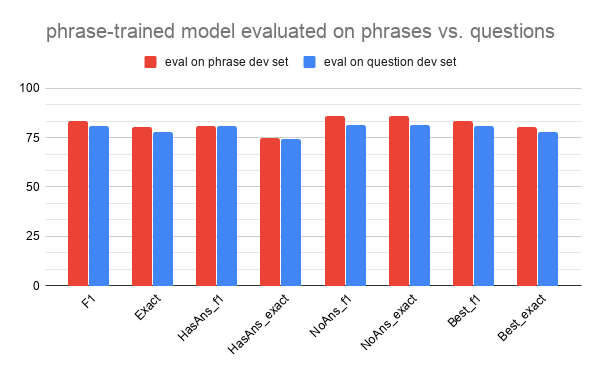 phrase-trained model evaluated on phrases vs. questions
eval on phrase dev set
eval on question dev set
100
75
50
25
0
F1
Exact
HasAns_f1
HasAns_exact
NoAns_f1
NoAns_exact
Best_f1
Best_exact